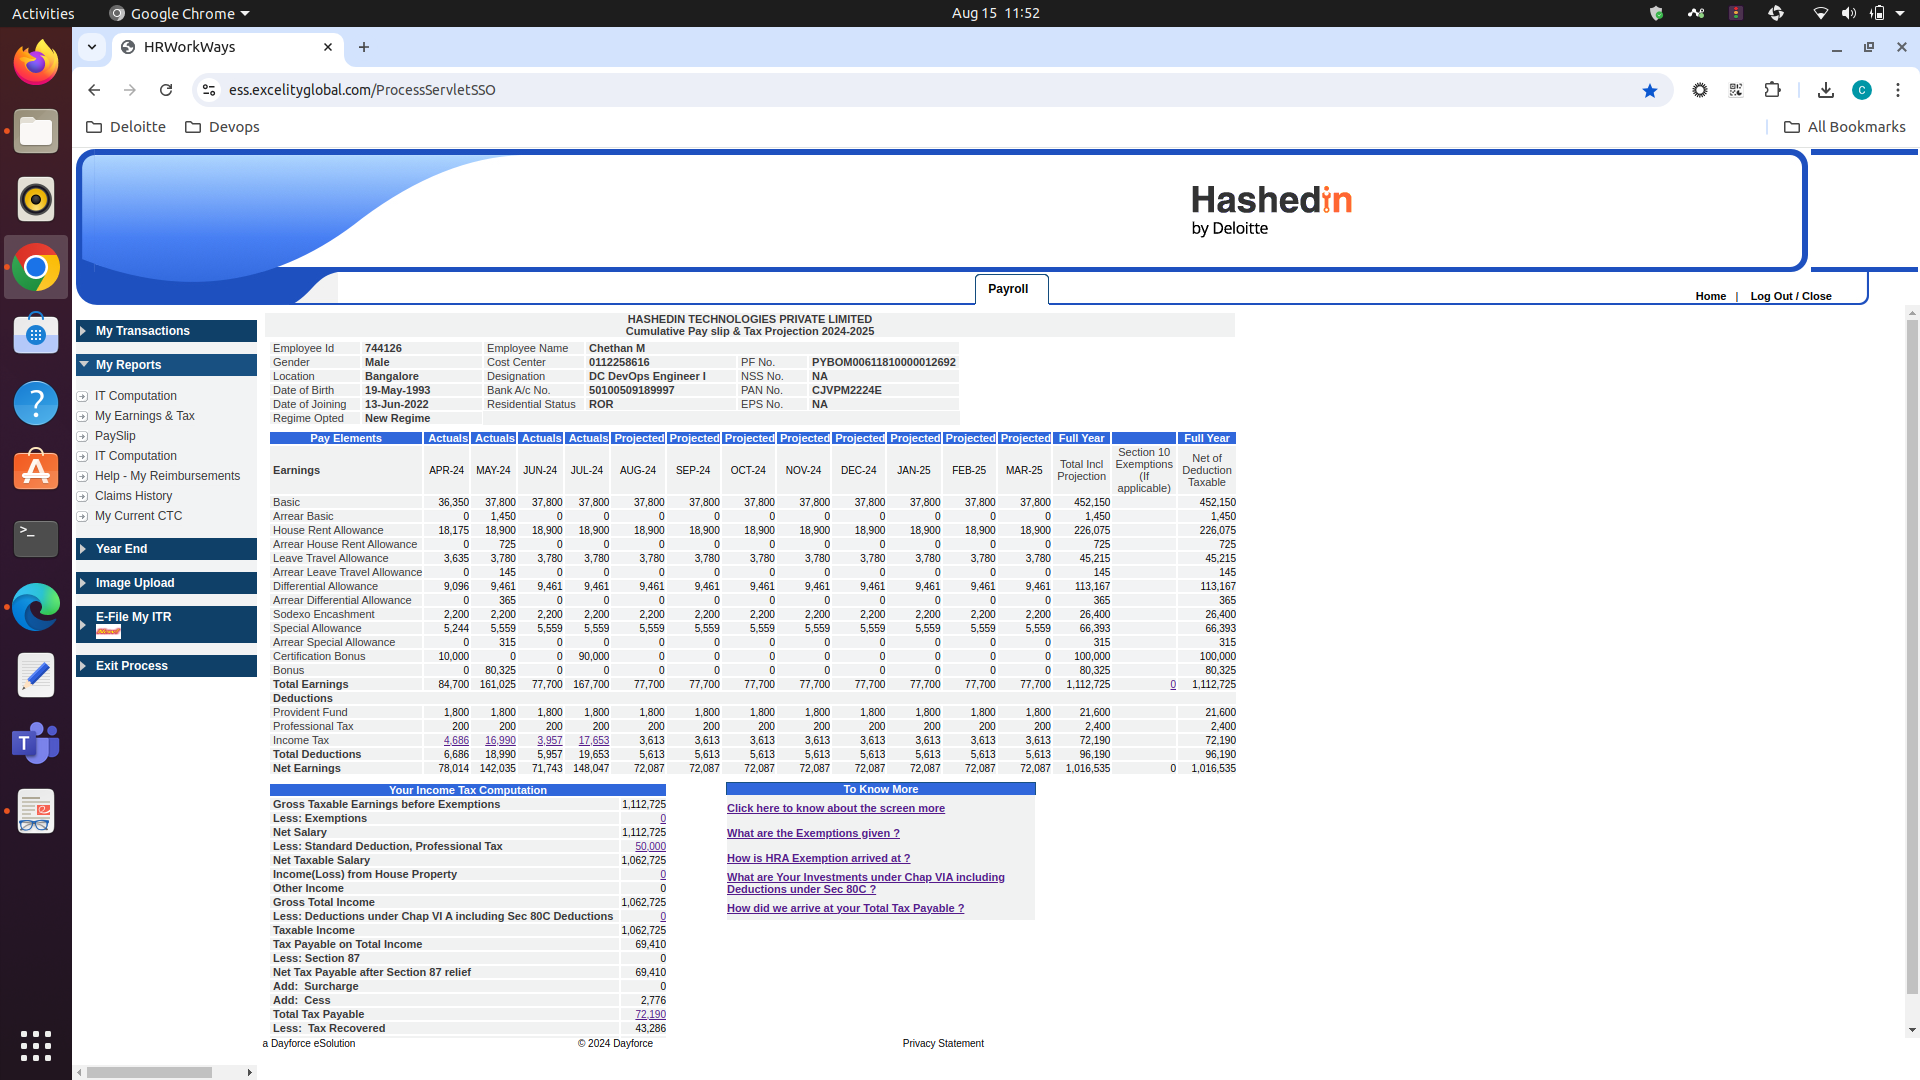 Activities Google Chrome Aug 15 11:52
HRWorkWays
ess.excelityglobal.com/ProcessServletSSO C
Deloitte Devops All Bookmarks
Hashedin
by Deloitte
Payroll
Home | Log Out / Close
My Transactions
My Reports
IT Computation
My Earnings & Tax
PaySlip
IT Computation
Help - My Reimbursements
Claims History
My Current CTC
Year End
Image Upload
E-File My ITR
Exit Process
HASHEDIN TECHNOLOGIES PRIVATE LIMITED
Cumulative Pay slip & Tax Projection 2024-2025
Employee Id 744126 Employee Name Chethan M
Gender Male Cost Center 0112258616 PF No. PYBOM00611810000012692
Location Bangalore Designation DC DevOps Engineer I NSS No. NA
Date of Birth 19-May-1993 Bank A/c No. 50100509189997 PAN No. CJVPM2224E
Date of Joining 13-Jun-2022 Residential Status ROR EPS No. NA
Regime Opted New Regime
Pay Elements Actuals Actuals Actuals Actuals Projected Projected Projected Projected Projected Projected Projected Projected Full Year Full Year
Earnings APR-24 MAY-24 JUN-24 JUL-24 AUG-24 SEP-24 OCT-24 NOV-24 DEC-24 JAN-25 FEB-25 MAR-25 Total Incl Projection Section 10 Exemptions (If applicable) Net of Deduction Taxable
Basic 36,350 37,800 37,800 37,800 37,800 37,800 37,800 37,800 37,800 37,800 37,800 37,800 452,150 452,150
Arrear Basic 0 1,450 0 0 0 0 0 0 0 0 0 0 1,450 1,450
House Rent Allowance 18,175 18,900 18,900 18,900 18,900 18,900 18,900 18,900 18,900 18,900 18,900 18,900 226,075 226,075
Arrear House Rent Allowance 0 725 0 0 0 0 0 0 0 0 0 0 725 725
Leave Travel Allowance 3,635 3,780 3,780 3,780 3,780 3,780 3,780 3,780 3,780 3,780 3,780 3,780 45,215 45,215
Arrear Leave Travel Allowance 0 145 0 0 0 0 0 0 0 0 0 0 145 145
Differential Allowance 9,096 9,461 9,461 9,461 9,461 9,461 9,461 9,461 9,461 9,461 9,461 9,461 113,167 113,167
Arrear Differential Allowance 0 365 0 0 0 0 0 0 0 0 0 0 365 365
Sodexo Encashment 2,200 2,200 2,200 2,200 2,200 2,200 2,200 2,200 2,200 2,200 2,200 2,200 26,400 26,400
Special Allowance 5,244 5,559 5,559 5,559 5,559 5,559 5,559 5,559 5,559 5,559 5,559 5,559 66,393 66,393
Arrear Special Allowance 0 315 0 0 0 0 0 0 0 0 0 0 315 315
Certification Bonus 10,000 0 0 90,000 0 0 0 0 0 0 0 0 100,000 100,000
Bonus 0 80,325 0 0 0 0 0 0 0 0 0 0 80,325 80,325
Total Earnings 84,700 161,025 77,700 167,700 77,700 77,700 77,700 77,700 77,700 77,700 77,700 77,700 1,112,725 0 1,112,725
Deductions
Provident Fund 1,800 1,800 1,800 1,800 1,800 1,800 1,800 1,800 1,800 1,800 1,800 1,800 21,600 21,600
Professional Tax 200 200 200 200 200 200 200 200 200 200 200 200 2,400 2,400
Income Tax 4,686 16,990 3,957 17,653 3,613 3,613 3,613 3,613 3,613 3,613 3,613 3,613 72,190 72,190
Total Deductions 6,686 18,990 5,957 19,653 5,613 5,613 5,613 5,613 5,613 5,613 5,613 5,613 96,190 96,190
Net Earnings 78,014 142,035 71,743 148,047 72,087 72,087 72,087 72,087 72,087 72,087 72,087 72,087 1,016,535 0 1,016,535
Your Income Tax Computation
Gross Taxable Earnings before Exemptions 1,112,725
Less: Exemptions 0
Net Salary 1,112,725
Less: Standard Deduction, Professional Tax 50,000
Net Taxable Salary 1,062,725
Income(Loss) from House Property 0
Other Income 0
Gross Total Income 1,062,725
Less: Deductions under Chap VI A including Sec 80C Deductions 0
Taxable Income 1,062,725
Tax Payable on Total Income 69,410
Less: Section 87 0
Net Tax Payable after Section 87 relief 69,410
Add: Surcharge 0
Add: Cess 2,776
Total Tax Payable 72,190
Less: Tax Recovered 43,286
To Know More
Click here to know about the screen more
What are the Exemptions given ?
How is HRA Exemption arrived at ?
What are Your Investments under Chap VIA including
Deductions under Sec 80C ?
How did we arrive at your Total Tax Payable ?
a Dayforce eSolution © 2024 Dayforce Privacy Statement